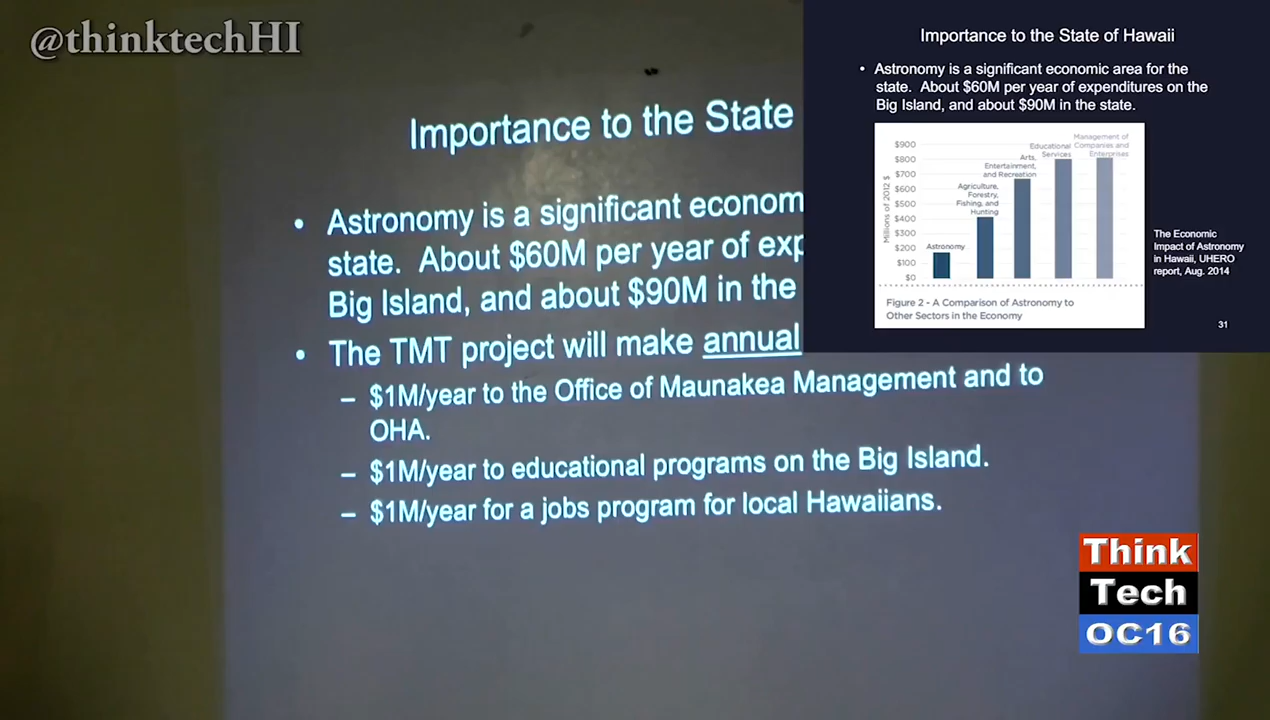 @thinktechHI
Importance to the State
• Astronomy is a significant econom
state. About $60M per year of exp
Big Island, and about $90M in the
• The TMT project will make annual
– $1M/year to the Office of Maunakea Management and to
OHA.
– $1M/year to educational programs on the Big Island.
– $1M/year for a jobs program for local Hawaiians.
Importance to the State of Hawaii
• Astronomy is a significant economic area for the
state. About $60M per year of expenditures on the
Big Island, and about $90M in the state.
Millions of 2012 $
$900
$800
$700
$600
$500
$400
$300
$200
$100
$0
Astronomy
Agriculture,
Forestry,
Fishing, and
Hunting
Arts,
Entertainment,
and Recreation
Educational
Services
Management of
Companies and
Enterprises
Figure 2 - A Comparison of Astronomy to
Other Sectors in the Economy
The Economic
Impact of Astronomy
in Hawaii, UHERO
report, Aug. 2014
31
Think
Tech
OC16